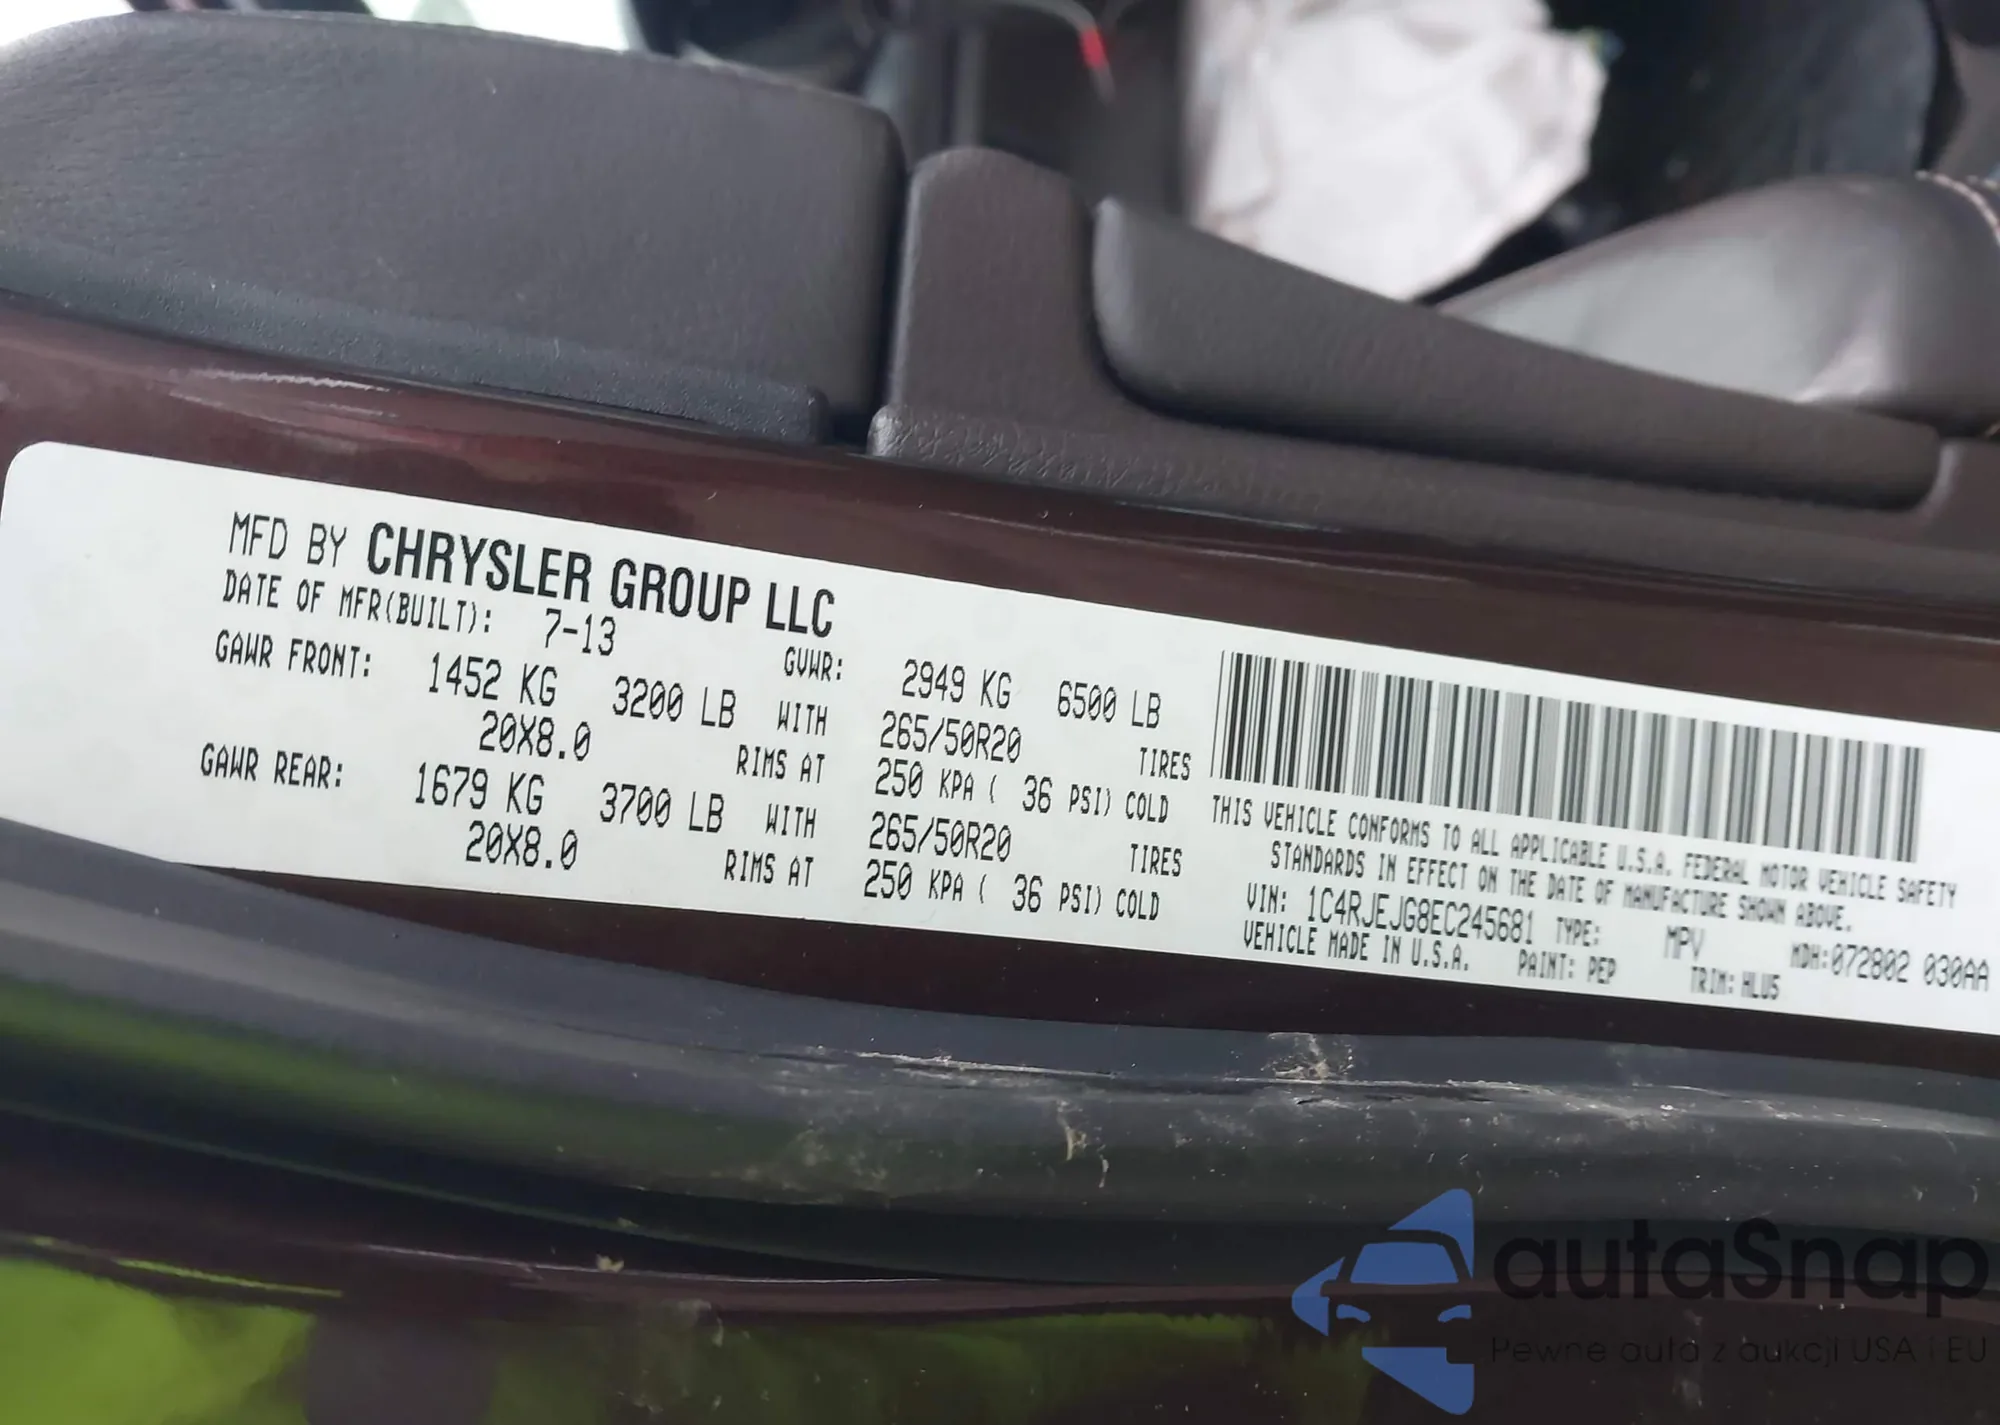 MFD BY CHRYSLER GROUP LLC
DATE OF MFR(BUILT): 7-13 GVWR: 2949 KG 6500 LB
GAWR FRONT: 1452 KG 3200 LB WITH 265/50R20 TIRES
20X8.0 RIMS AT 250 KPA ( 36 PSI) COLD
GAWR REAR: 1679 KG 3700 LB WITH 265/50R20 TIRES
20X8.0 RIMS AT 250 KPA ( 36 PSI) COLD
THIS VEHICLE CONFORMS TO ALL APPLICABLE U.S.A. FEDERAL MOTOR VEHICLE SAFETY
STANDARDS IN EFFECT ON THE DATE OF MANUFACTURE SHOWN ABOVE.
VIN: 1C4RJEJG8EC245681 TYPE: MPV MDH:072802 030AA
VEHICLE MADE IN U.S.A. PAINT: PEP TRIM: HLU5
autaSnap
Pewne auta z aukcji USA i EU